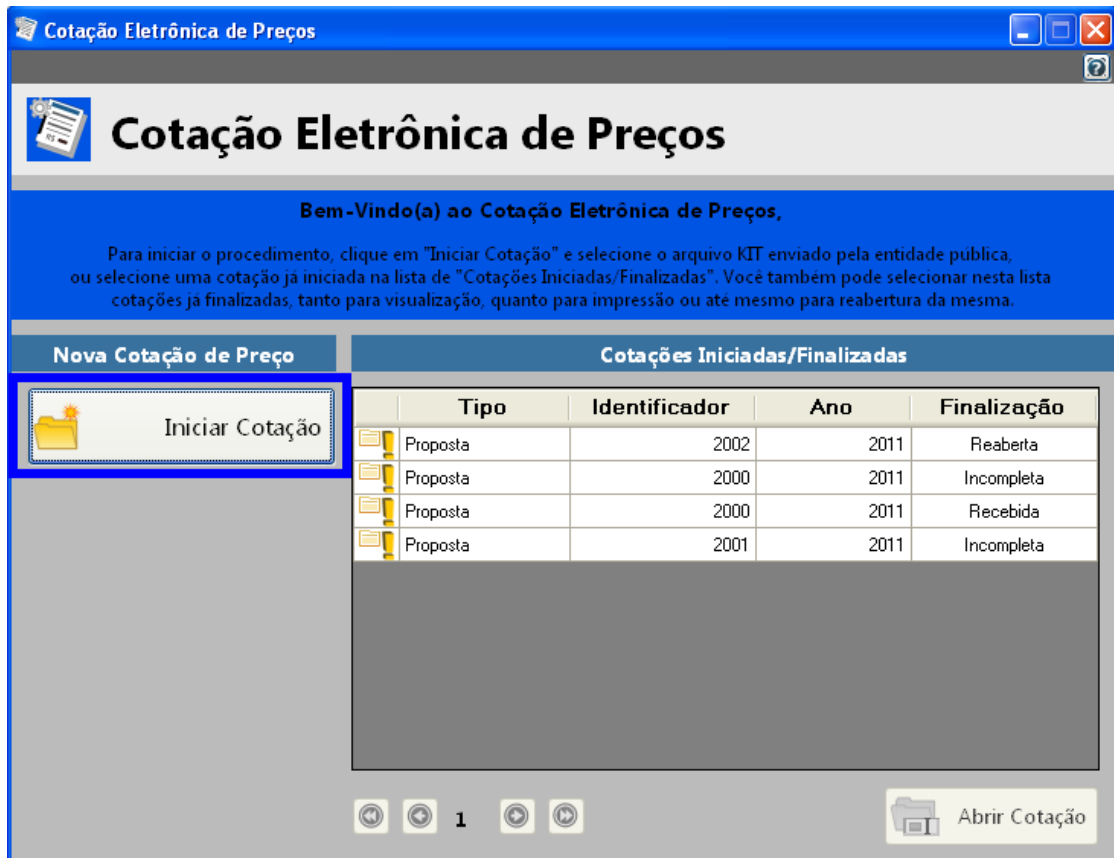 Cotação Eletrônica de Preços
Cotação Eletrônica de Preços
Bem-Vindo(a) ao Cotação Eletrônica de Preços,
Para iniciar o procedimento, clique em "Iniciar Cotação" e selecione o arquivo KIT enviado pela entidade pública,
ou selecione uma cotação já iniciada na lista de "Cotações Iniciadas/Finalizadas". Você também pode selecionar nesta lista
cotações já finalizadas, tanto para visualização, quanto para impressão ou até mesmo para reabertura da mesma.
Nova Cotação de Preço
Iniciar Cotação
Cotações Iniciadas/Finalizadas
Tipo Identificador Ano Finalização
Proposta 2002 2011 Reaberta
Proposta 2000 2011 Incompleta
Proposta 2000 2011 Recebida
Proposta 2001 2011 Incompleta
1
Abrir Cotação